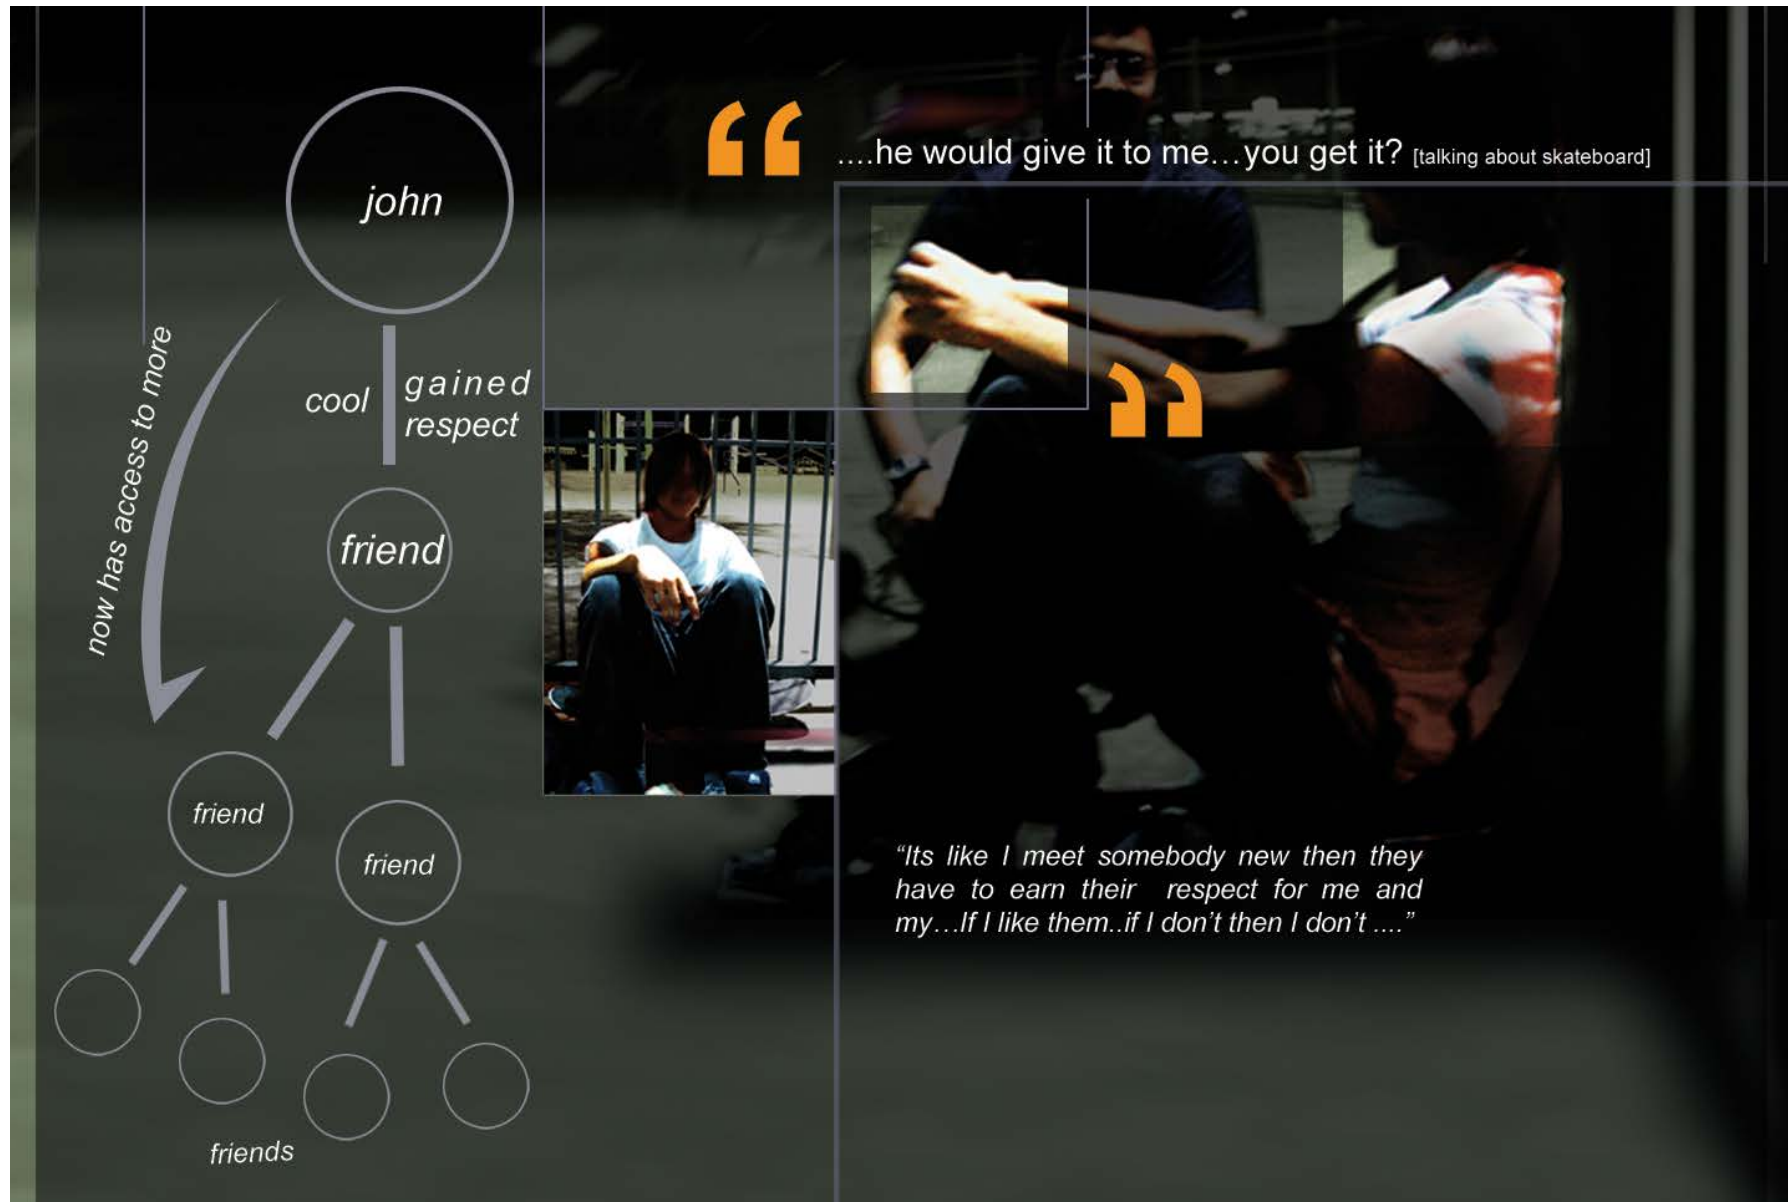 john
now has access to more
cool
gained
respect
friend
friend
friend
friends
“
....he would give it to me...you get it? [talking about skateboard]
”
“Its like I meet somebody new then they
have to earn their respect for me and
my...If I like them..if I don’t then I don’t ....”